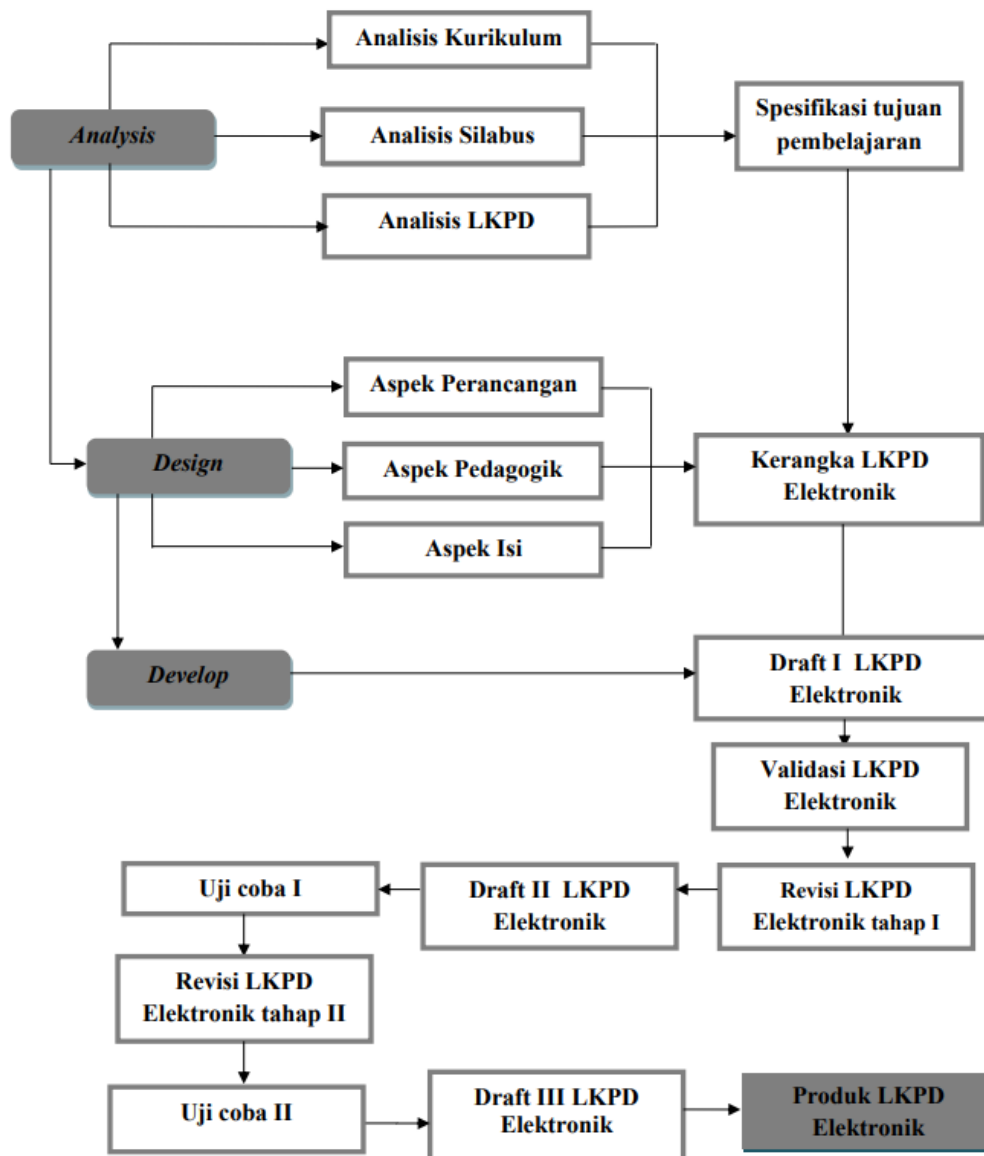 Analisis Kurikulum
Analysis
Analisis Silabus
Spesifikasi tujuan
pembelajaran
Analisis LKPD
Aspek Perancangan
Design
Aspek Pedagogik
Kerangka LKPD
Elektronik
Aspek Isi
Develop
Draft I LKPD
Elektronik
Validasi LKPD
Elektronik
Revisi LKPD
Elektronik tahap I
Draft II LKPD
Elektronik
Uji coba I
Revisi LKPD
Elektronik tahap II
Uji coba II
Draft III LKPD
Elektronik
Produk LKPD
Elektronik